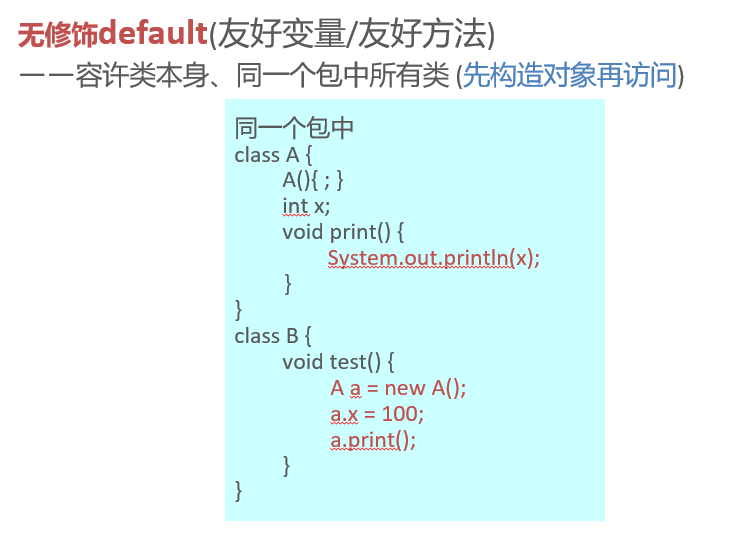 无修饰default(友好变量/友好方法)
——容许类本身、同一个包中所有类 (先构造对象再访问)
同一个包中
class A {
A(){ ; }
int x;
void print() {
System.out.println(x);
}
}
class B {
void test() {
A a = new A();
a.x = 100;
a.print();
}
}